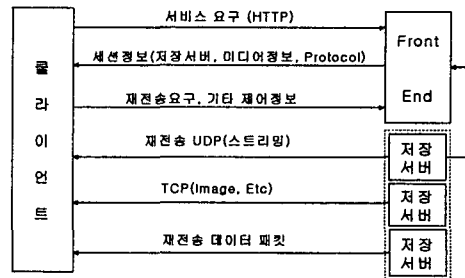 클라이언트
서비스 요구 (HTTP)
세션정보(저장서버, 미디어정보, Protocol)
재전송요구, 기타 제어정보
재전송 UDP(스트리밍)
TCP(Image, Etc)
재전송 데이터 패킷
Front
End
저장
서버
저장
서버
저장
서버